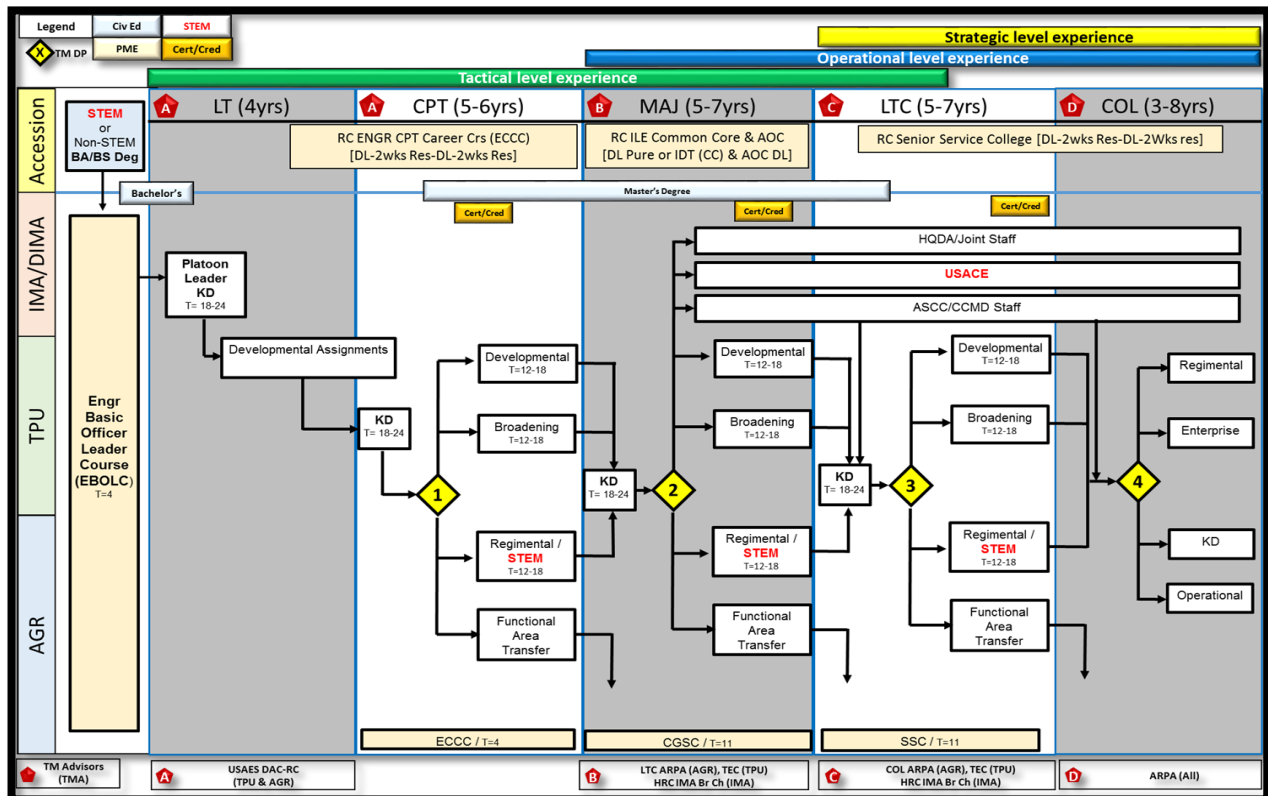 Legend
Civ Ed
STEM
X
TM DP
PME
Cert/Cred
Strategic level experience
Operational level experience
Tactical level experience
Accession
IMA/DIMA
TPU
AGR
STEM
or
Non-STEM
BA/BS Deg
A
LT (4yrs)
A
CPT (5-6yrs)
B
MAJ (5-7yrs)
C
LTC (5-7yrs)
D
COL (3-8yrs)
RC ENGR CPT Career Crs (ECCC)
[DL-2wks Res-DL-2Wks Res]
RC ILE Common Core & AOC
[DL Pure or IDT (CC) & AOC DL]
RC Senior Service College [DL-2wks Res-DL-2Wks res]
Bachelor's
Master's Degree
Cert/Cred
Cert/Cred
Cert/Cred
Engr
Basic
Officer
Leader
Course
(EBOLC)
T=4
Platoon
Leader
KD
T= 18-24
Developmental Assignments
KD
T= 18-24
1
Developmental
T=12-18
Broadening
T=12-18
Regimental /
STEM
T=12-18
Functional
Area
Transfer
KD
T= 18-24
2
HQDA/Joint Staff
USACE
ASCC/CCMD Staff
Developmental
T=12-18
Broadening
T=12-18
Regimental /
STEM
T=12-18
Functional
Area
Transfer
KD
T= 18-24
3
Developmental
T=12-18
Broadening
T=12-18
Regimental /
STEM
T=12-18
Functional Area
Transfer
4
Regimental
Enterprise
KD
Operational
ECCC / T=4
CGSC / T=11
SSC / T=11
TM Advisors
(TMA)
A
USAES DAC-RC
(TPU & AGR)
B
LTC ARPA (AGR), TEC (TPU)
HRC IMA Br Ch (IMA)
C
COL ARPA (AGR), TEC (TPU)
HRC IMA Br Ch (IMA)
D
ARPA (All)